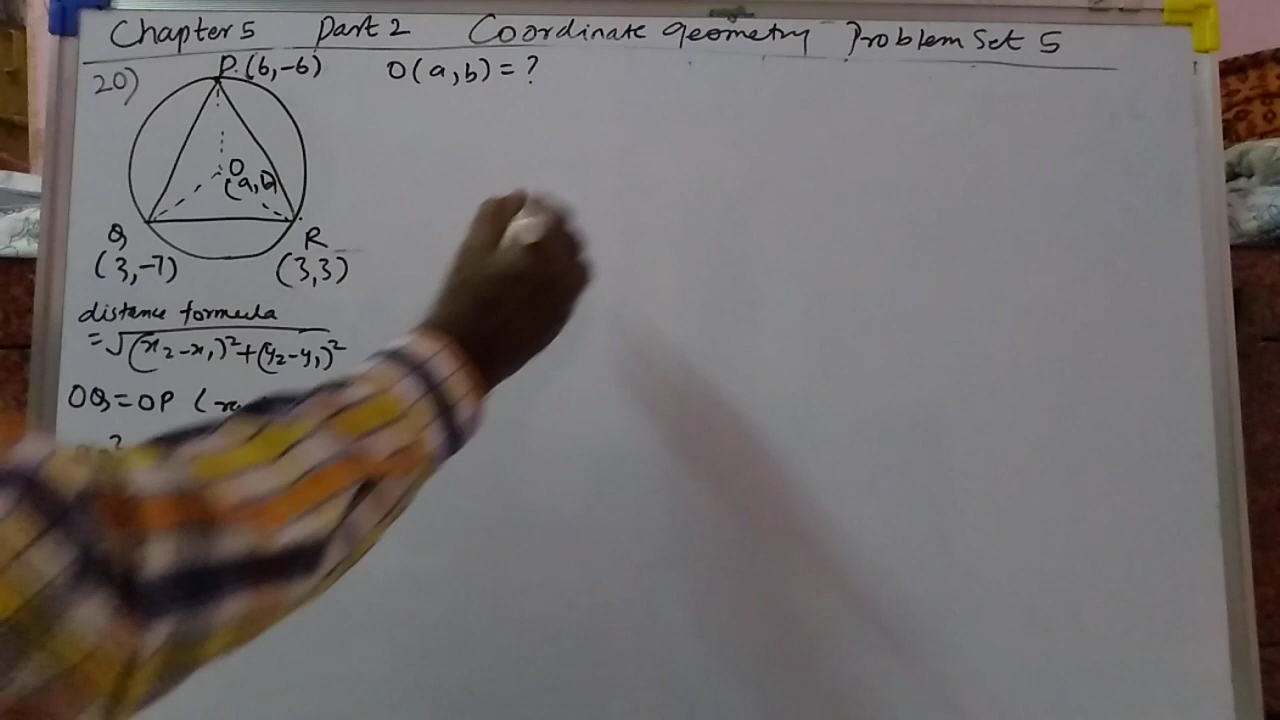 Chapter 5 Part 2 Coordinate geometry Problem Set 5
20) P (6,-6) O(a,b) = ?
O
(a,b)
Q R
(3,-7) (3,3)
distance formula
= √(x₂-x₁)²+(y₂-y₁)²
OQ = OP (